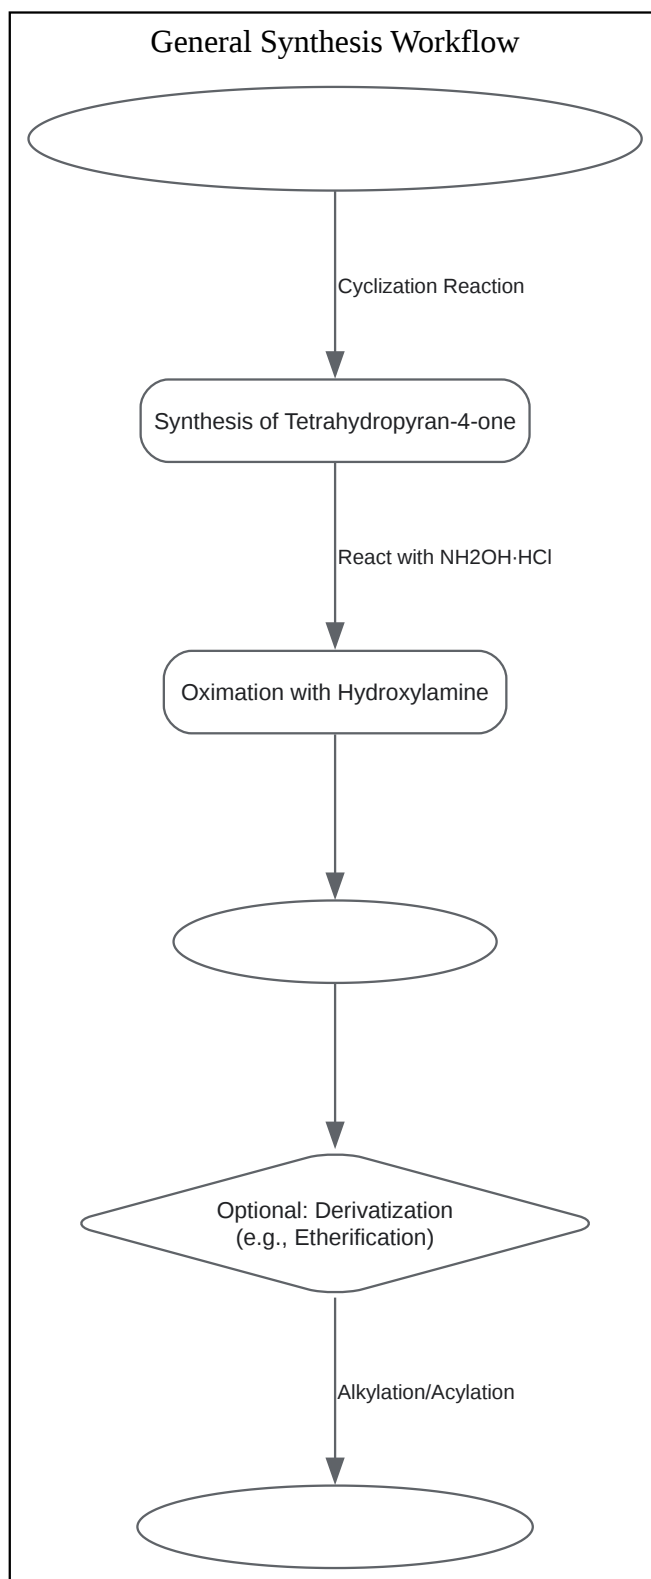 General Synthesis Workflow
Cyclization Reaction
Synthesis of Tetrahydropyran-4-one
React with NH2OH·HCl
Oximation with Hydroxylamine
Optional: Derivatization
(e.g., Etherification)
Alkylation/Acylation